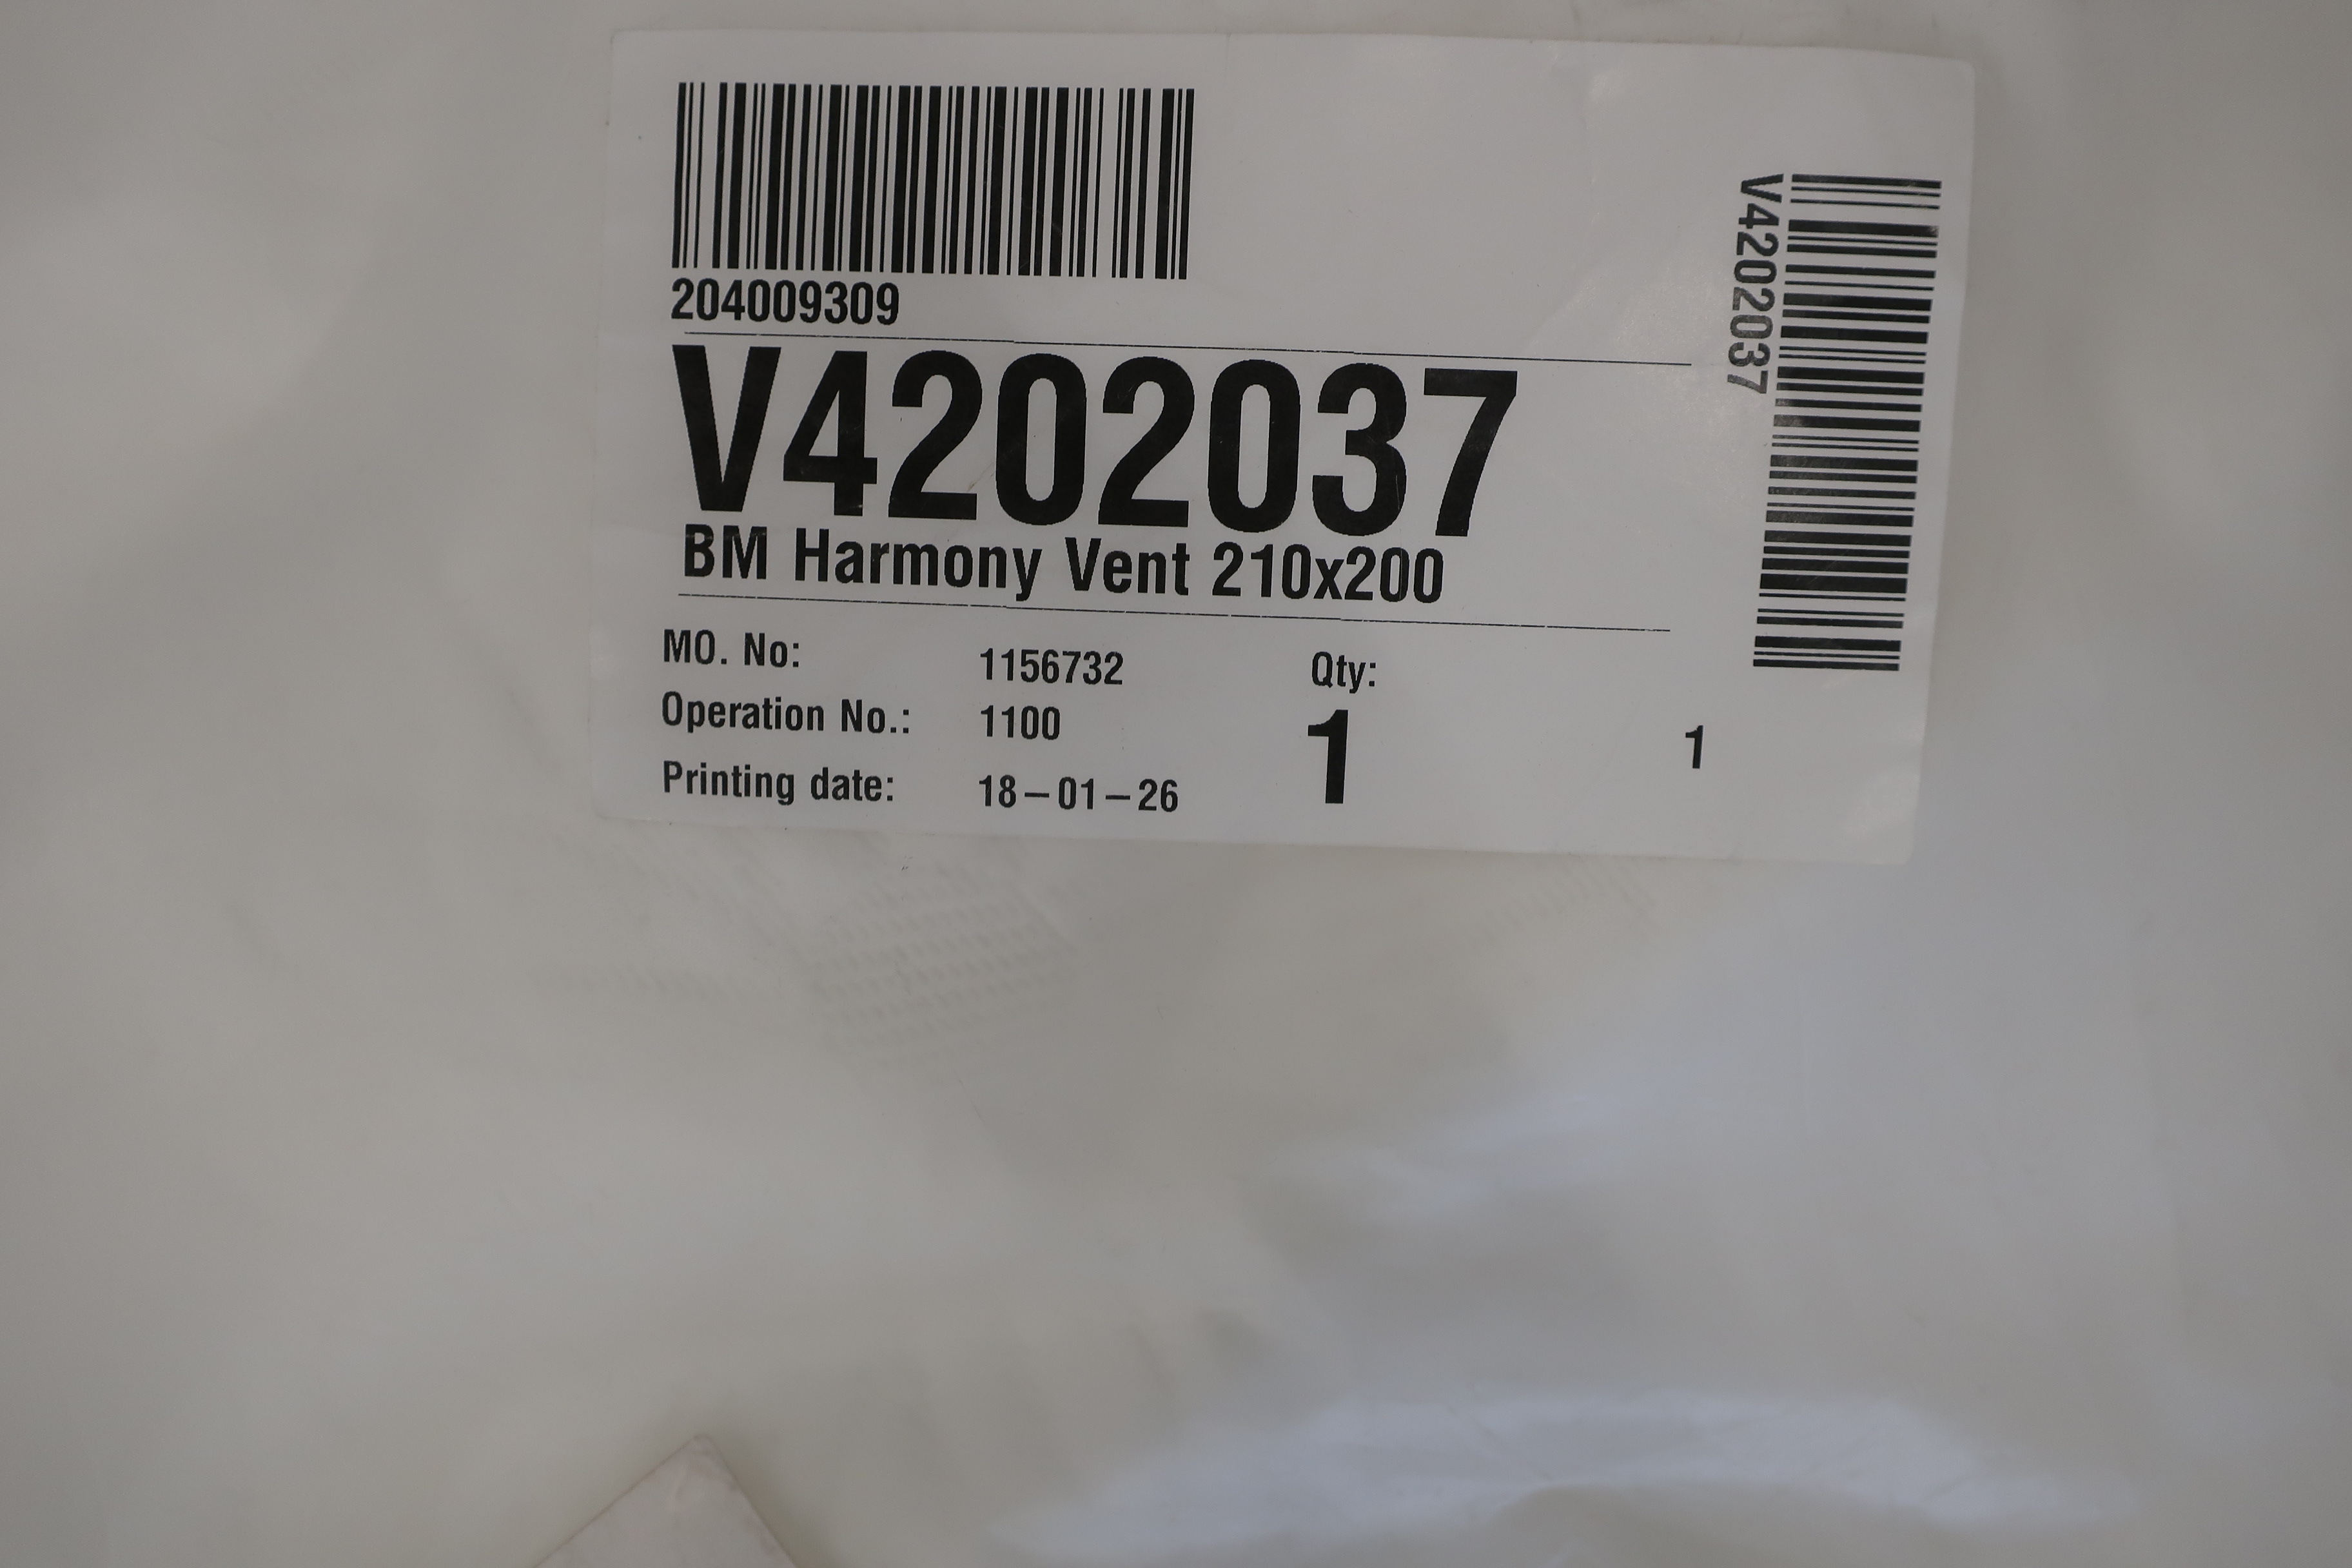 204009309
V4202037
V4202037
BM Harmony Vent 210x200
MO. No: 1156732 Qty:
Operation No.: 1100 1 1
Printing date: 18-01-26